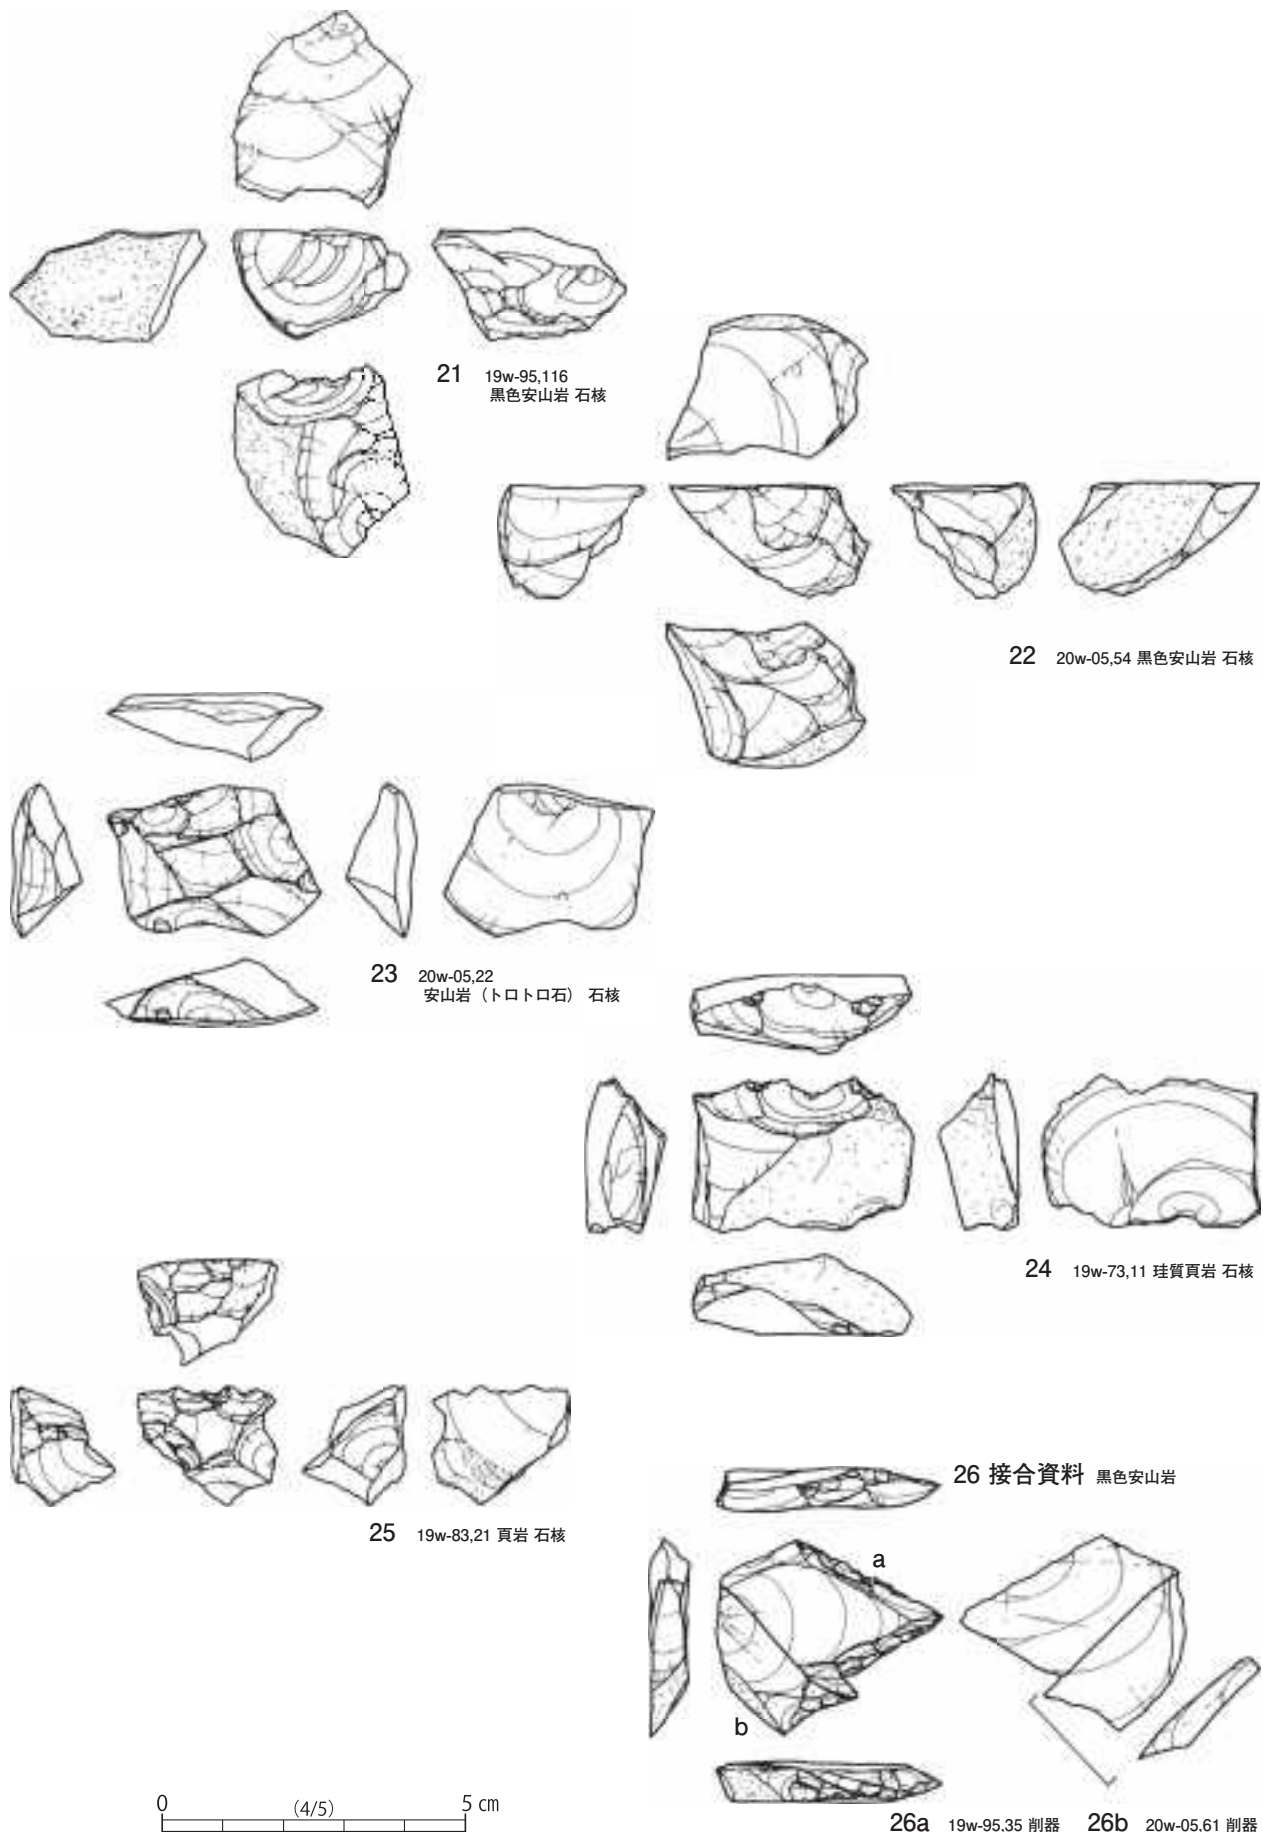 21 19w-95,116
黒色安山岩 石核
22 20w-05,54 黒色安山岩 石核
23 20w-05,22
安山岩（トロトロ石） 石核
24 19w-73,11 珪質頁岩 石核
25 19w-83,21 頁岩 石核
26 接合資料 黒色安山岩
a
b
0 (4/5) 5 cm
26a 19w-95,35 削器 26b 20w-05,61 削器